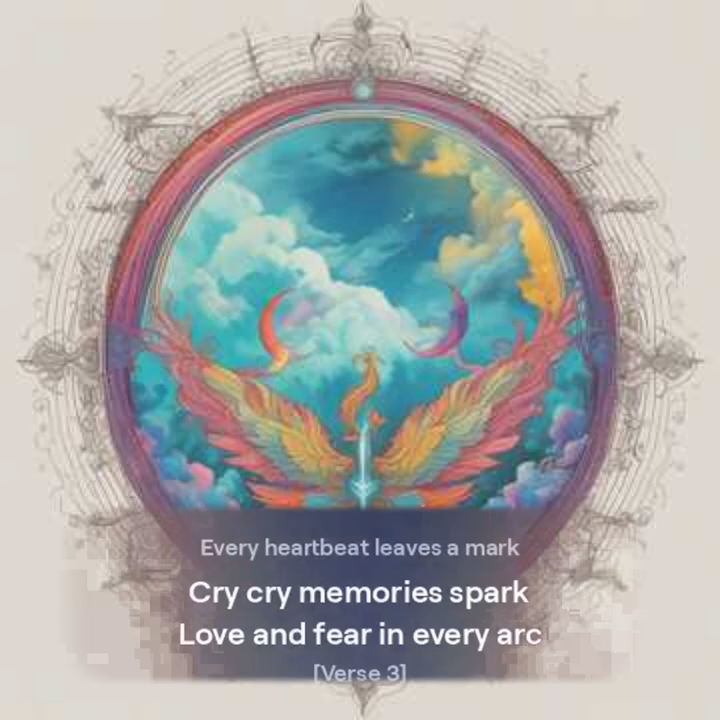 Every heartbeat leaves a mark
Cry cry memories spark
Love and fear in every arc
[Verse 3]